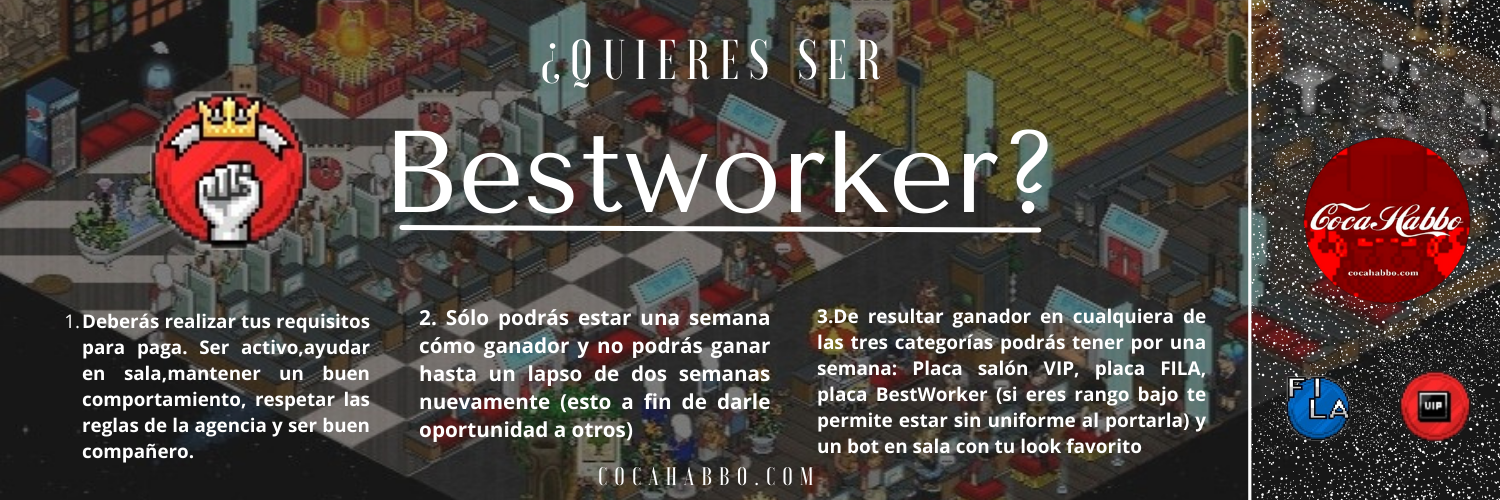 ¿QUIERES SER
Bestworker?
1. Deberás realizar tus requisitos
para paga. Ser activo,ayudar
en sala,mantener un buen
comportamiento, respetar las
reglas de la agencia y ser buen
compañero.
2. Sólo podrás estar una semana
cómo ganador y no podrás ganar
hasta un lapso de dos semanas
nuevamente (esto a fin de darle
oportunidad a otros)
3.De resultar ganador en cualquiera de
las tres categorías podrás tener por una
semana: Placa salón VIP, placa FILA,
placa BestWorker (si eres rango bajo te
permite estar sin uniforme al portarla) y
un bot en sala con tu look favorito
COCAHABBO.COM
CocaHabbo
cocahabbo.com
FI
LA
VIP